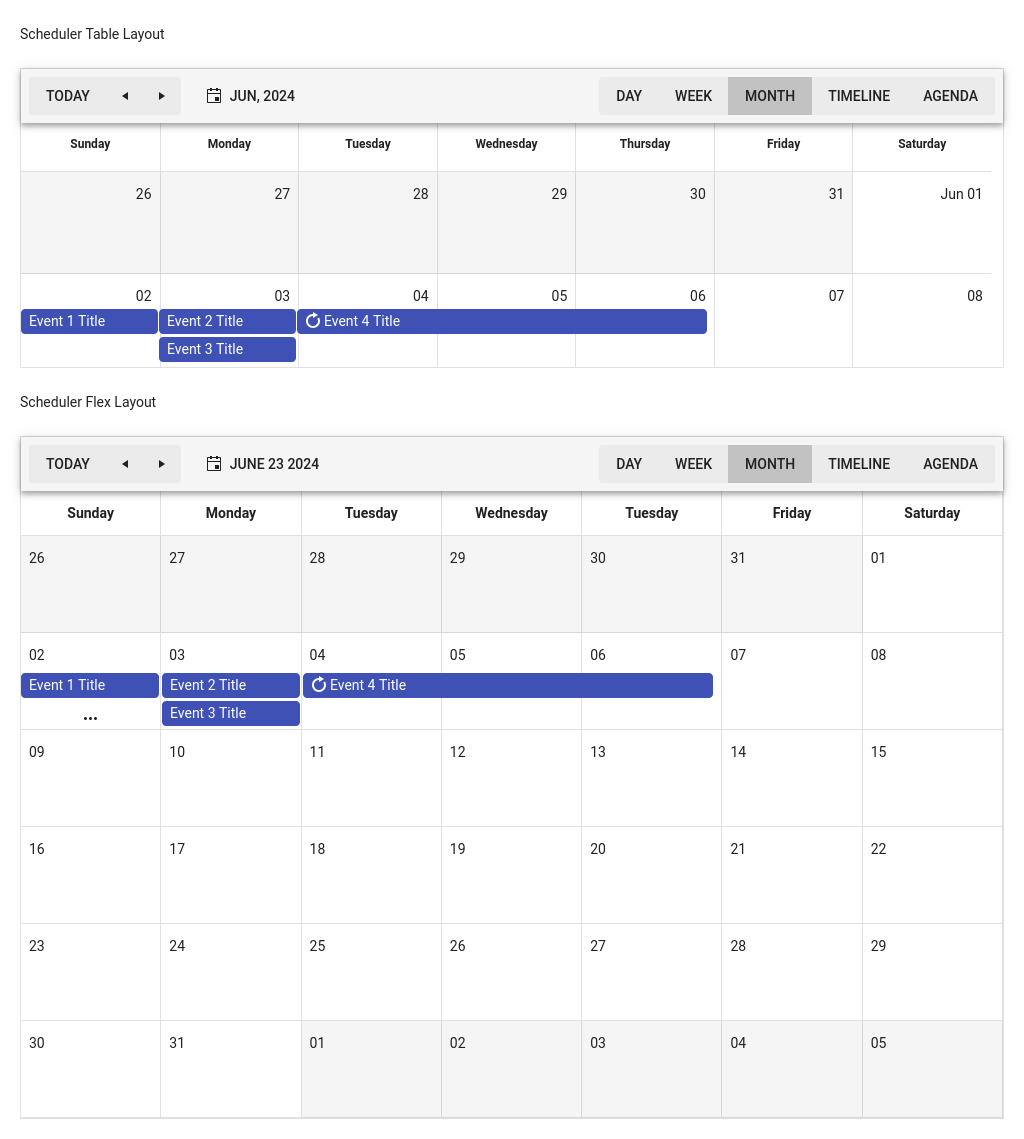 Scheduler Table Layout
TODAY JUN, 2024 DAY WEEK MONTH TIMELINE AGENDA
Sunday Monday Tuesday Wednesday Thursday Friday Saturday
26 27 28 29 30 31 Jun 01
02 03 04 05 06 07 08
Event 1 Title Event 2 Title Event 4 Title
Event 3 Title
Scheduler Flex Layout
TODAY JUNE 23 2024 DAY WEEK MONTH TIMELINE AGENDA
Sunday Monday Tuesday Wednesday Tuesday Friday Saturday
26 27 28 29 30 31 01
02 03 04 05 06 07 08
Event 1 Title Event 2 Title Event 4 Title
... Event 3 Title
09 10 11 12 13 14 15
16 17 18 19 20 21 22
23 24 25 26 27 28 29
30 31 01 02 03 04 05